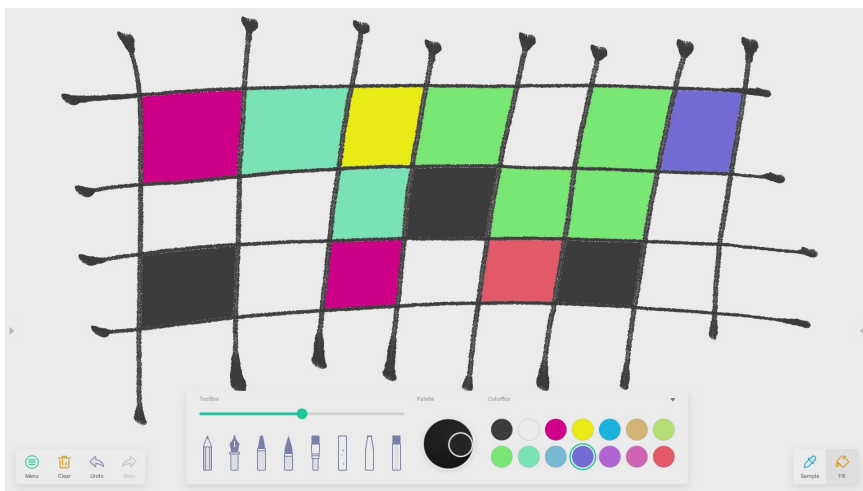 ToolBox
Palette
ColorBox
Menu
Clear
Undo
Redo
Sample
Fill